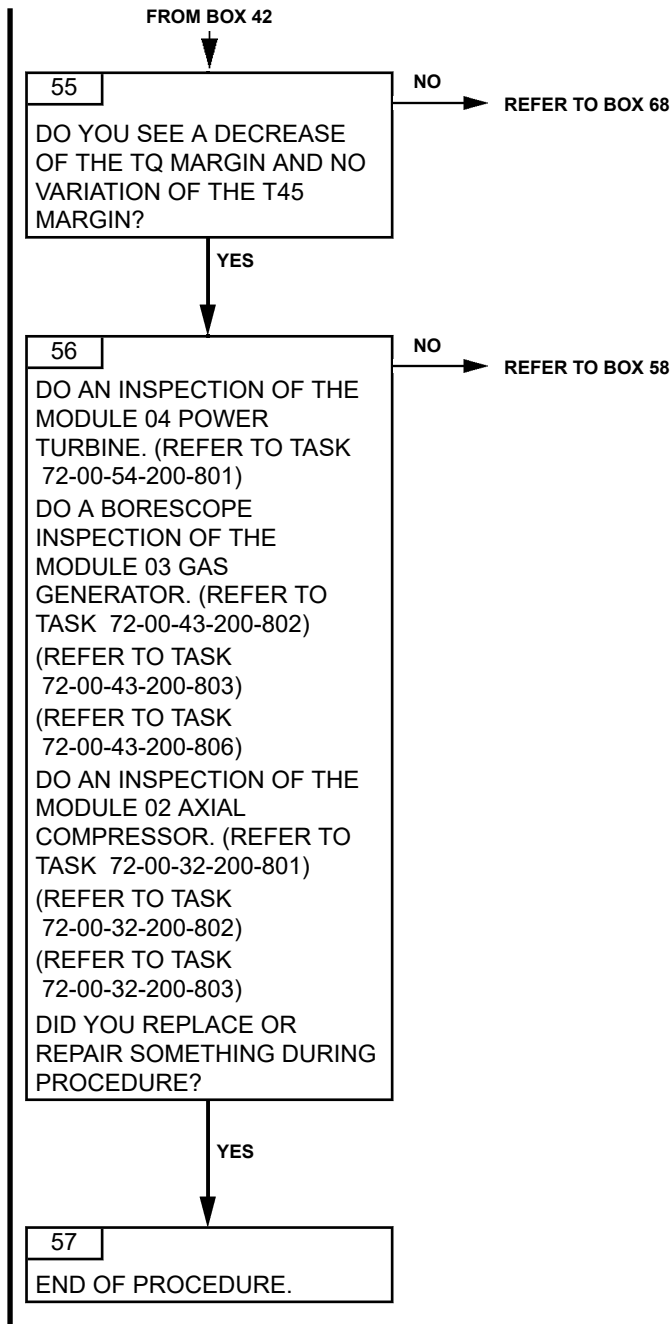 FROM BOX 42
55
NO
REFER TO BOX 68
DO YOU SEE A DECREASE
OF THE TQ MARGIN AND NO
VARIATION OF THE T45
MARGIN?
YES
56
NO
REFER TO BOX 58
DO AN INSPECTION OF THE
MODULE 04 POWER
TURBINE. (REFER TO TASK
72-00-54-200-801)
DO A BORESCOPE
INSPECTION OF THE
MODULE 03 GAS
GENERATOR. (REFER TO
TASK 72-00-43-200-802)
(REFER TO TASK
72-00-43-200-803)
(REFER TO TASK
72-00-43-200-806)
DO AN INSPECTION OF THE
MODULE 02 AXIAL
COMPRESSOR. (REFER TO
TASK 72-00-32-200-801)
(REFER TO TASK
72-00-32-200-802)
(REFER TO TASK
72-00-32-200-803)
DID YOU REPLACE OR
REPAIR SOMETHING DURING
PROCEDURE?
YES
57
END OF PROCEDURE.